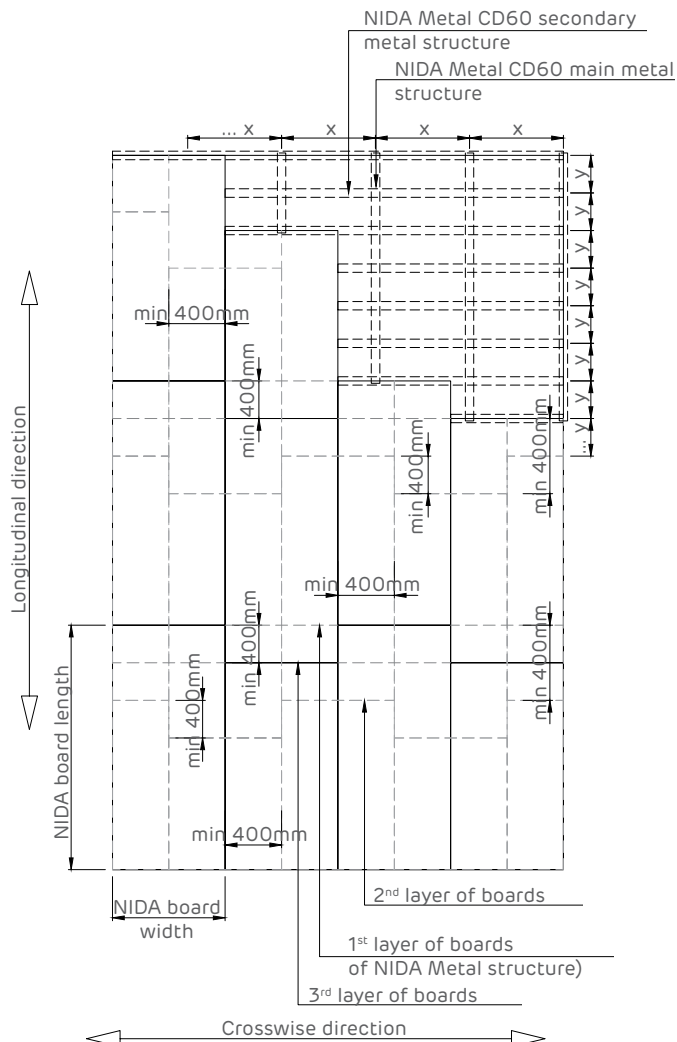 NIDA Metal CD60 secondary
metal structure
NIDA Metal CD60 main metal
structure
... x
x
x
x
y
y
y
y
y
y
y
... y
min 400mm
min 400mm
min 400mm
min 400mm
min 400mm
Longitudinal direction
min 400mm
min 400mm
min 400mm
min 400mm
NIDA board length
min 400mm
NIDA board
width
2nd layer of boards
1st layer of boards
of NIDA Metal structure)
3rd layer of boards
Crosswise direction